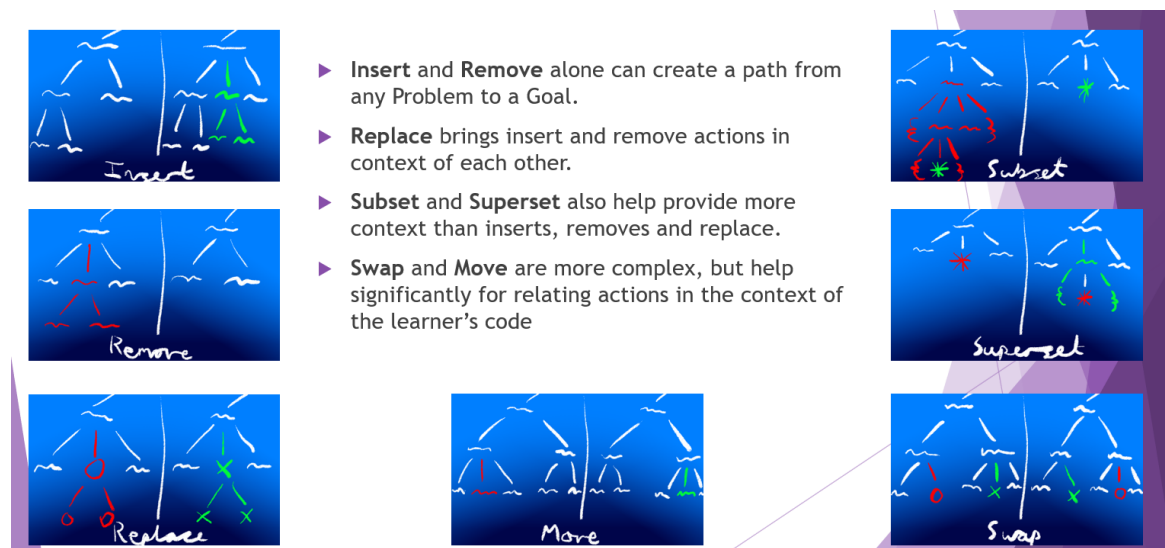 Insert
Remove
Replace
Insert and Remove alone can create a path from
any Problem to a Goal.
Replace brings insert and remove actions in
context of each other.
Subset and Superset also help provide more
context than inserts, removes and replace.
Swap and Move are more complex, but help
significantly for relating actions in the context of
the learner's code
Move
Subset
Superset
Swap